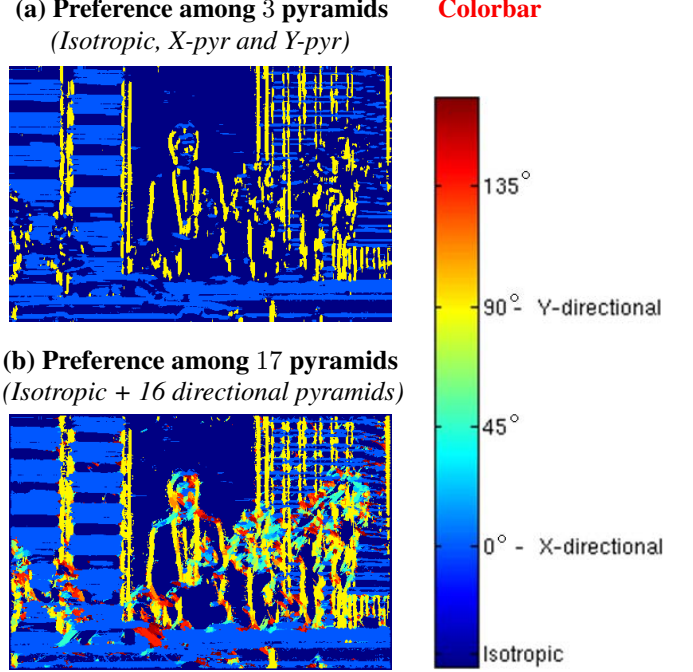 (a) Preference among 3 pyramids
(Isotropic, X-pyr and Y-pyr)
Colorbar
135°
90° - Y-directional
(b) Preference among 17 pyramids
(Isotropic + 16 directional pyramids)
45°
0° - X-directional
Isotropic